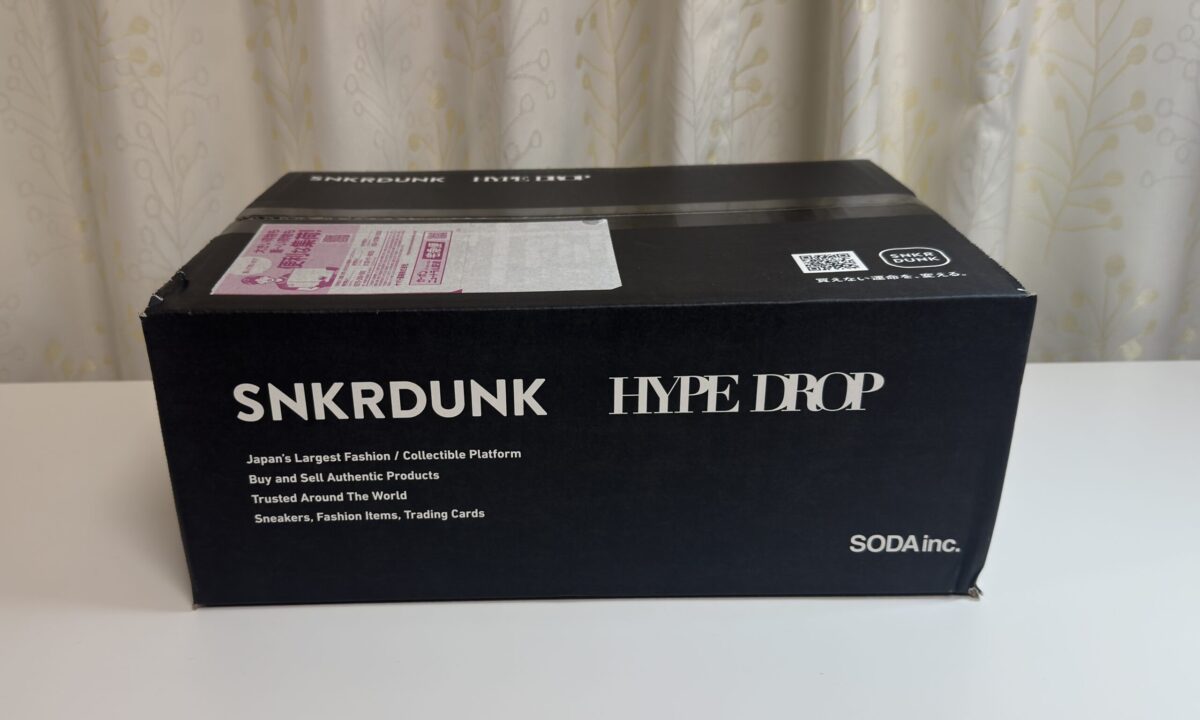 SNKRDUNK HYPE DROP
SNKR
DUNK
買えない運命を、変える。
SNKRDUNK HYPE DROP
Japan's Largest Fashion / Collectible Platform
Buy and Sell Authentic Products
Trusted Around The World
Sneakers, Fashion Items, Trading Cards
SODA inc.